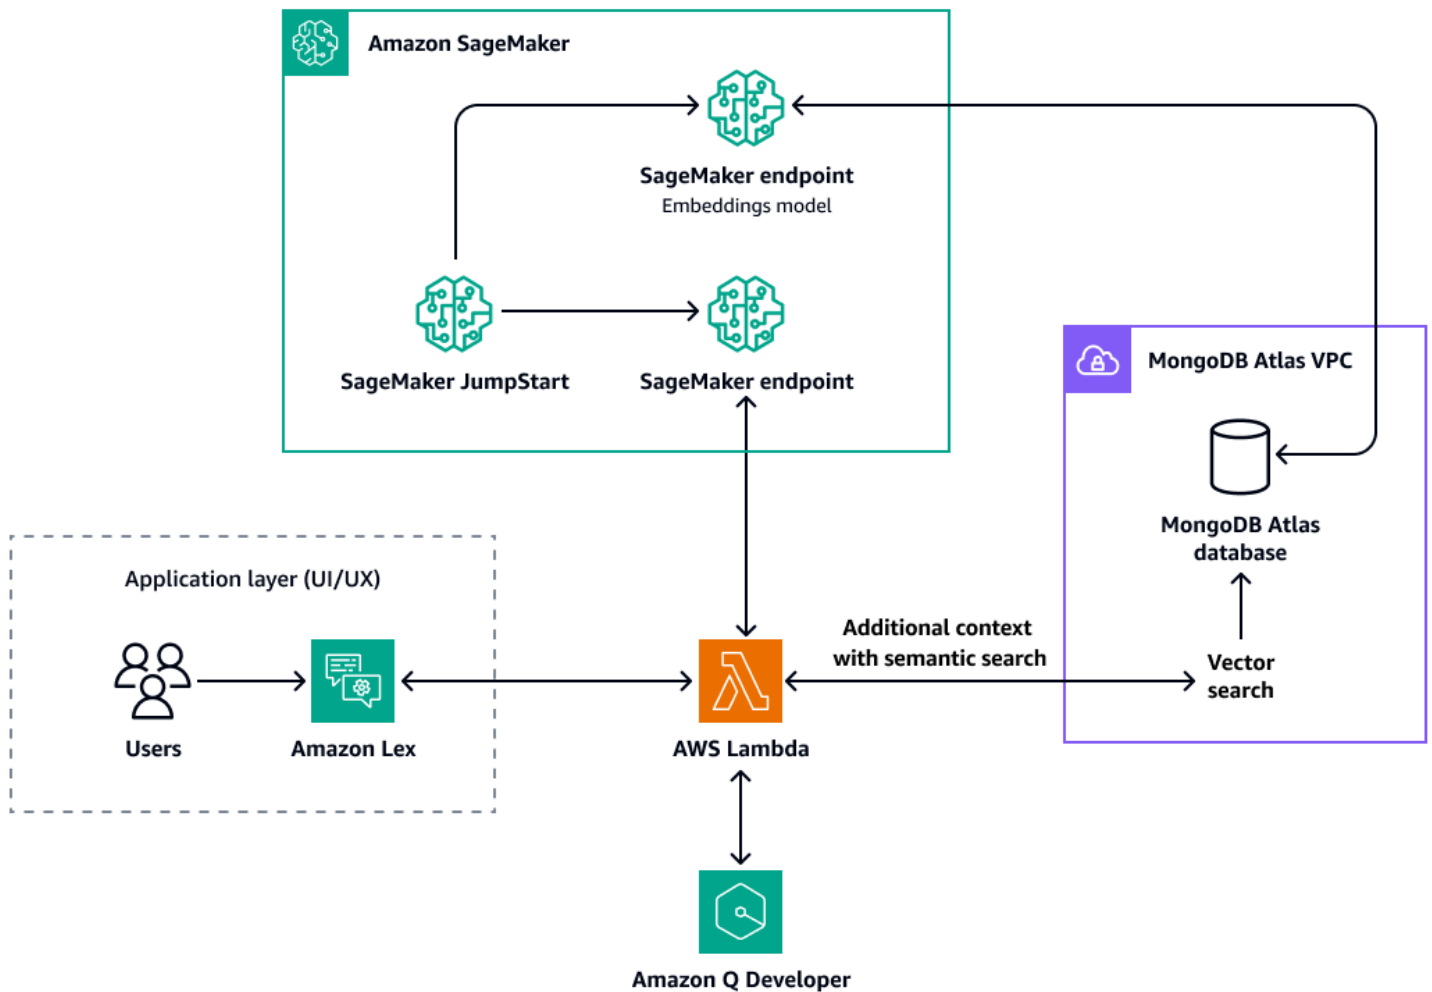 Amazon SageMaker
SageMaker endpoint
Embeddings model
SageMaker JumpStart
SageMaker endpoint
MongoDB Atlas VPC
MongoDB Atlas
database
Application layer (UI/UX)
Additional context
with semantic search
Vector
search
Users
Amazon Lex
AWS Lambda
Amazon Q Developer